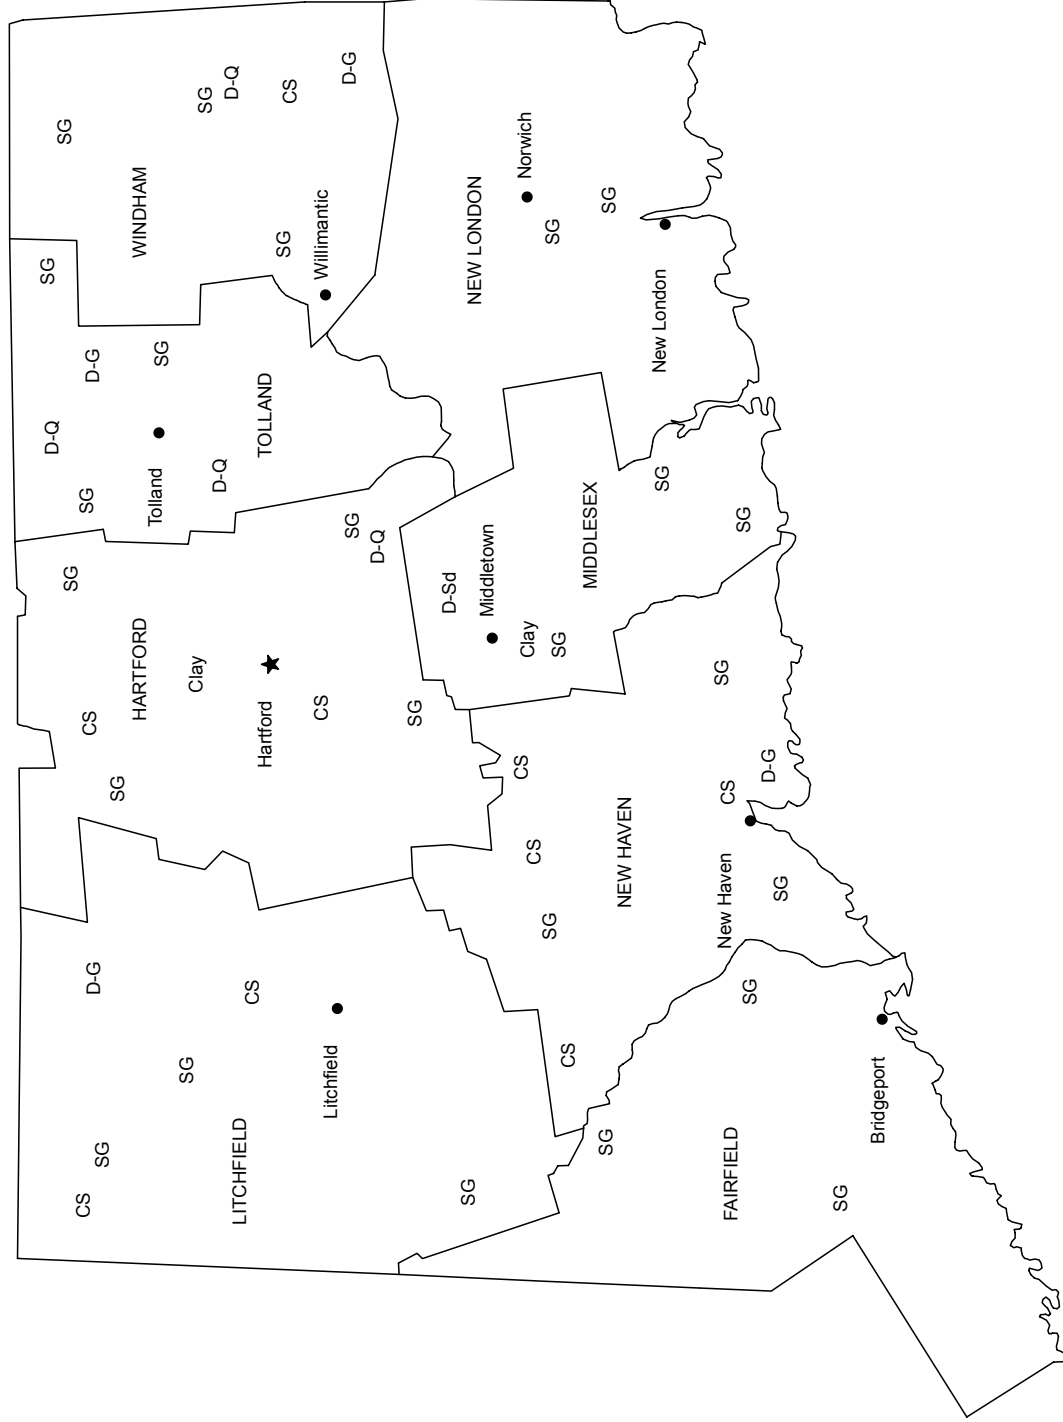 CS
SG
D-G
SG
LITCHFIELD
CS
Litchfield
SG
CS
SG
SG
HARTFORD
Clay
Hartford
CS
SG
D-Q
SG
D-Q
SG
SG
D-G
Tolland
SG
D-Q
TOLLAND
SG
WINDHAM
SG
D-Q
SG
CS
Willimantic
D-G
SG
SG
FAIRFIELD
SG
Bridgeport
CS
CS
SG
CS
NEW HAVEN
SG
New Haven
CS
D-G
SG
D-Sd
Middletown
Clay
SG
MIDDLESEX
SG
SG
NEW LONDON
Norwich
SG
SG
New London